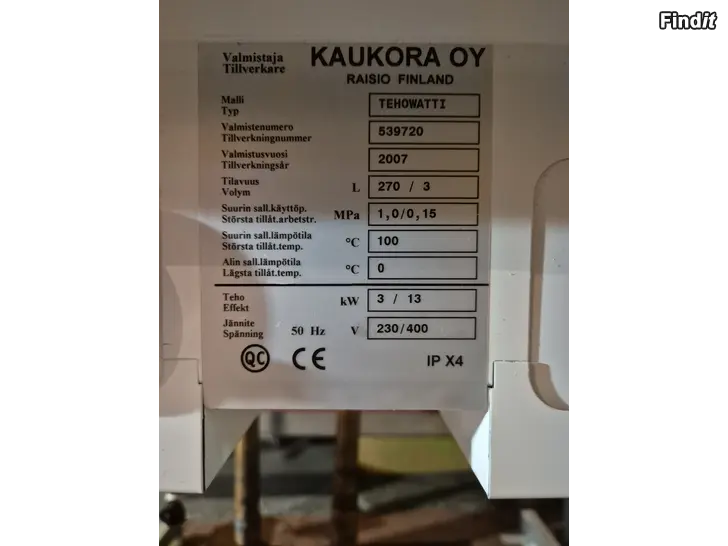 Findit
Valmistaja
Tillverkare
KAUKORA OY
RAISIO FINLAND
Malli
Typ
TEHOWATTI
Valmistenumero
Tillverkningnummer
539720
Valmistusvuosi
Tillverkningsår
2007
Tilavuus
Volym
L
270 / 3
Suurin sall.käyttöp.
Största tillåt.arbetstr.
MPa
1,0/0,15
Suurin sall.lämpötila
Största tillåt.temp.
°C
100
Alin sall.lämpötila
Lägsta tillåt.temp.
°C
0
Teho
Effekt
kW
3 / 13
Jännite
Spänning
50 Hz V
230/400
QC CE IP X4